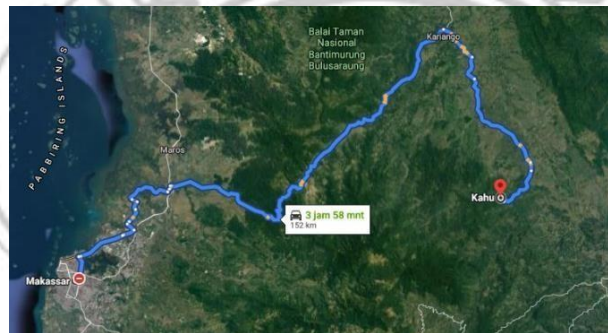 Balai Taman
Nasional
Bantimurung
Bulusaraung
Kariango
PABBIRING ISLANDS
Maros
Kahu
3 jam 58 mnt
152 km
Makassar